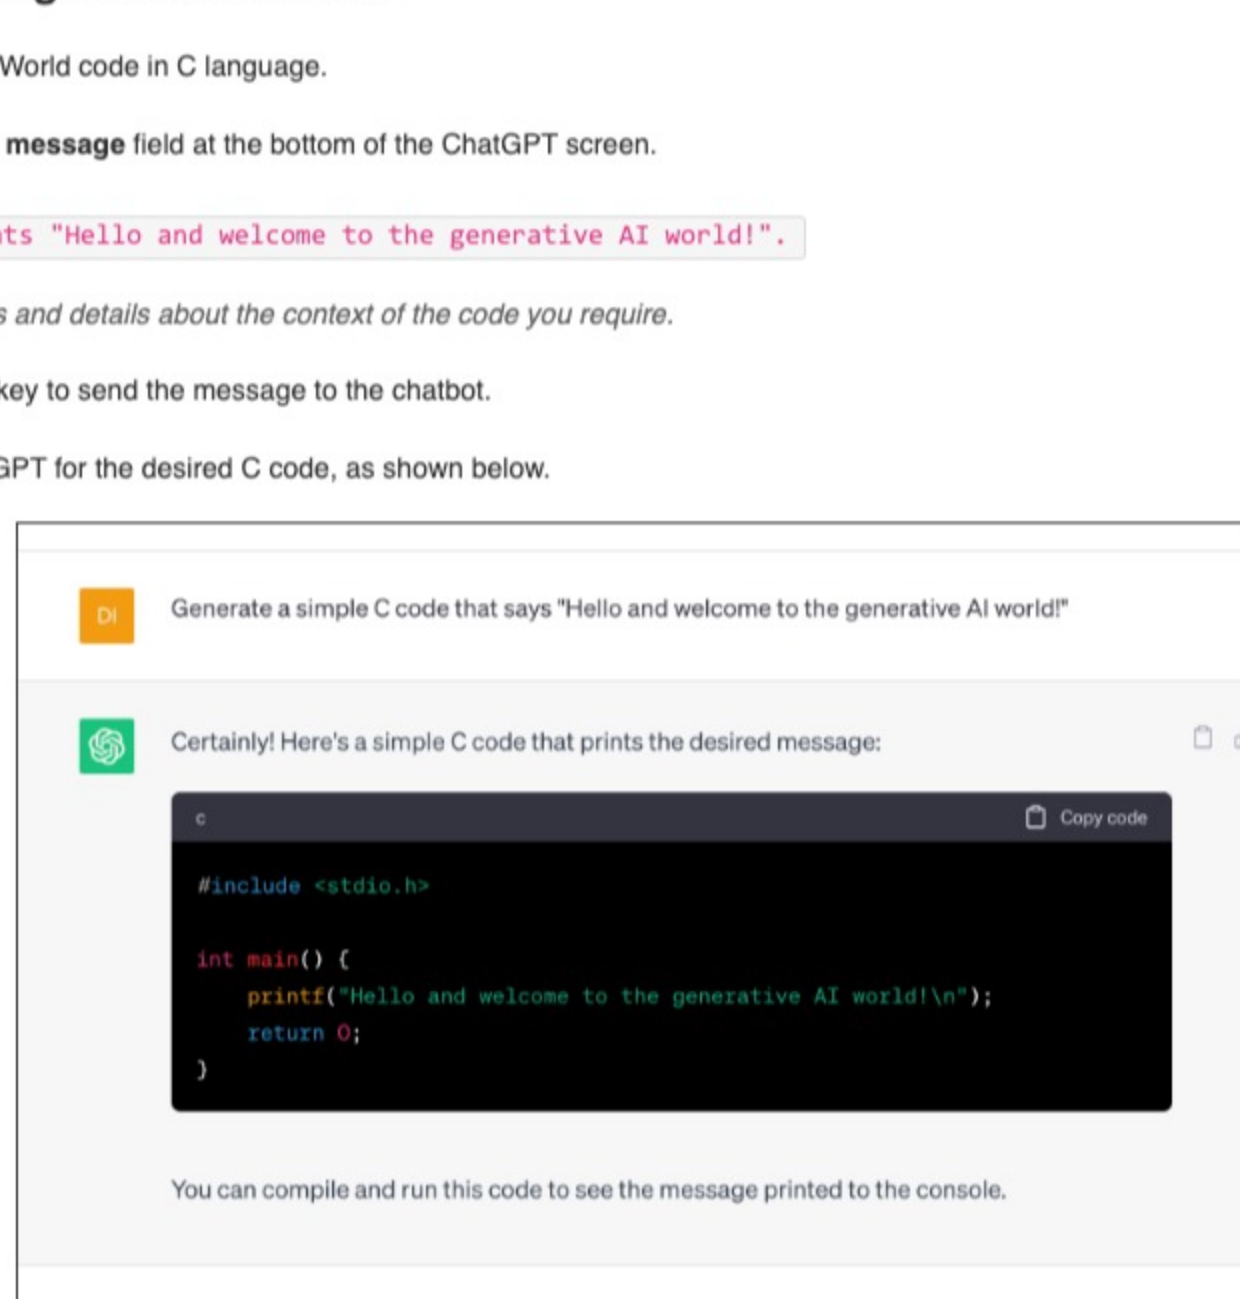 World code in C language.
message field at the bottom of the ChatGPT screen.
nts "Hello and welcome to the generative AI world!".
s and details about the context of the code you require.
key to send the message to the chatbot.
GPT for the desired C code, as shown below.
DI
Generate a simple C code that says "Hello and welcome to the generative AI world!"
Certainly! Here's a simple C code that prints the desired message:
c
Copy code
#include <stdio.h>
int main() {
    printf("Hello and welcome to the generative AI world!\n");
    return 0;
}
You can compile and run this code to see the message printed to the console.